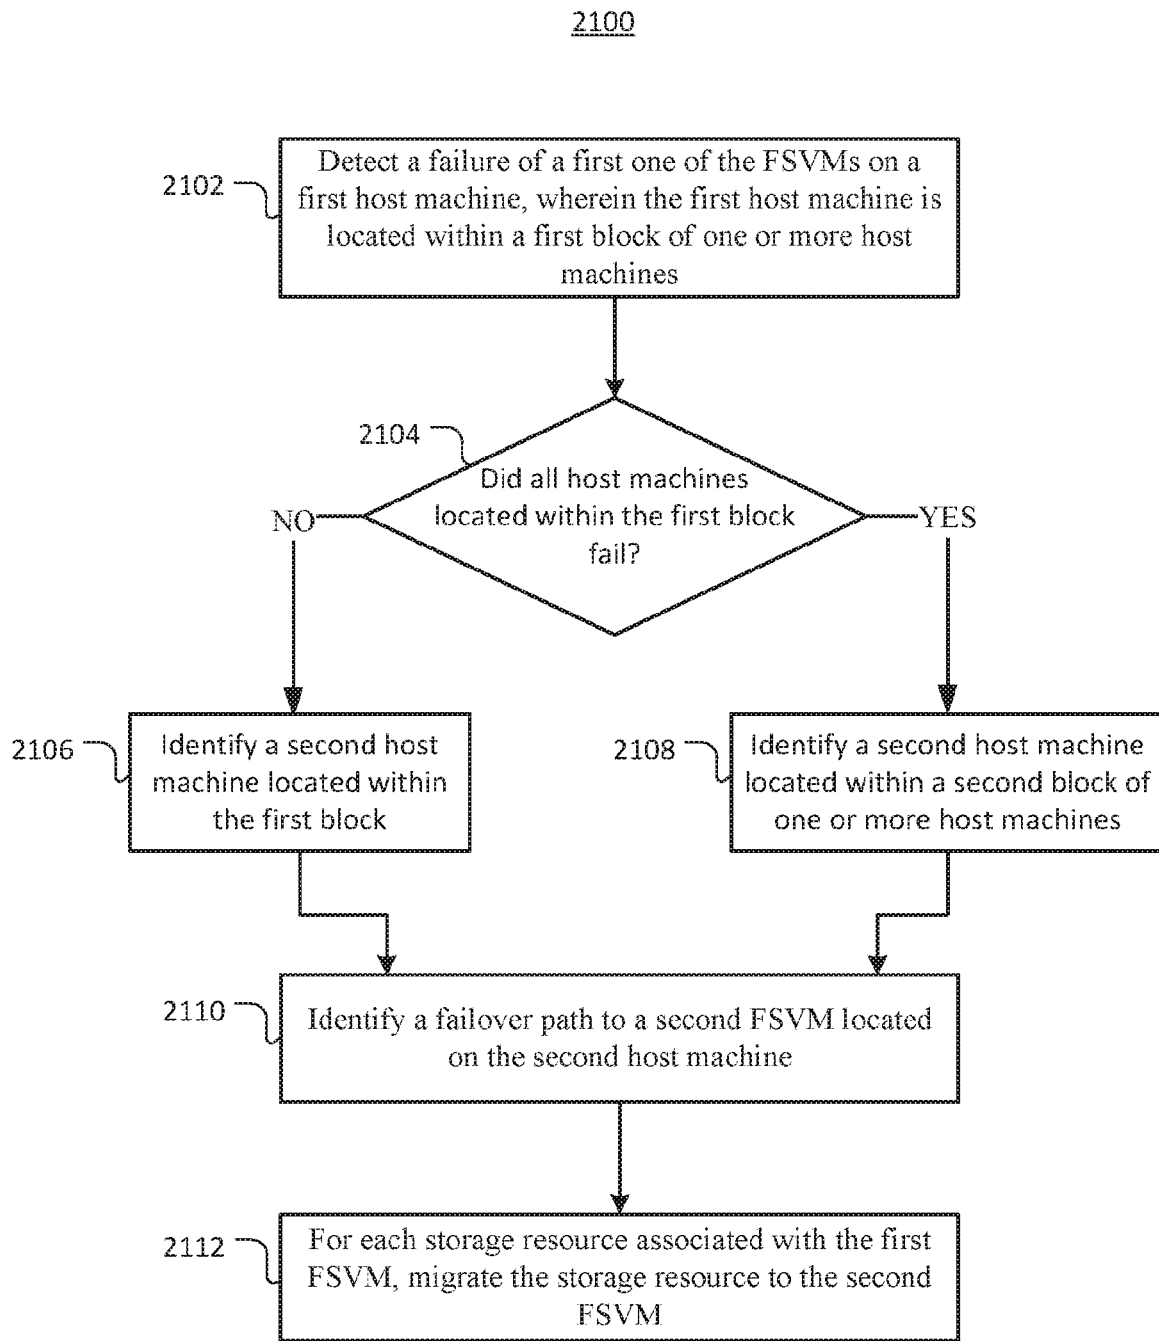 2100
2102
Detect a failure of a first one of the FSVMs on a
first host machine, wherein the first host machine is
located within a first block of one or more host
machines
2104
Did all host machines
located within the first block
fail?
NO
YES
2106
Identify a second host
machine located within
the first block
2108
Identify a second host machine
located within a second block of
one or more host machines
2110
Identify a failover path to a second FSVM located
on the second host machine
2112
For each storage resource associated with the first
FSVM, migrate the storage resource to the second
FSVM